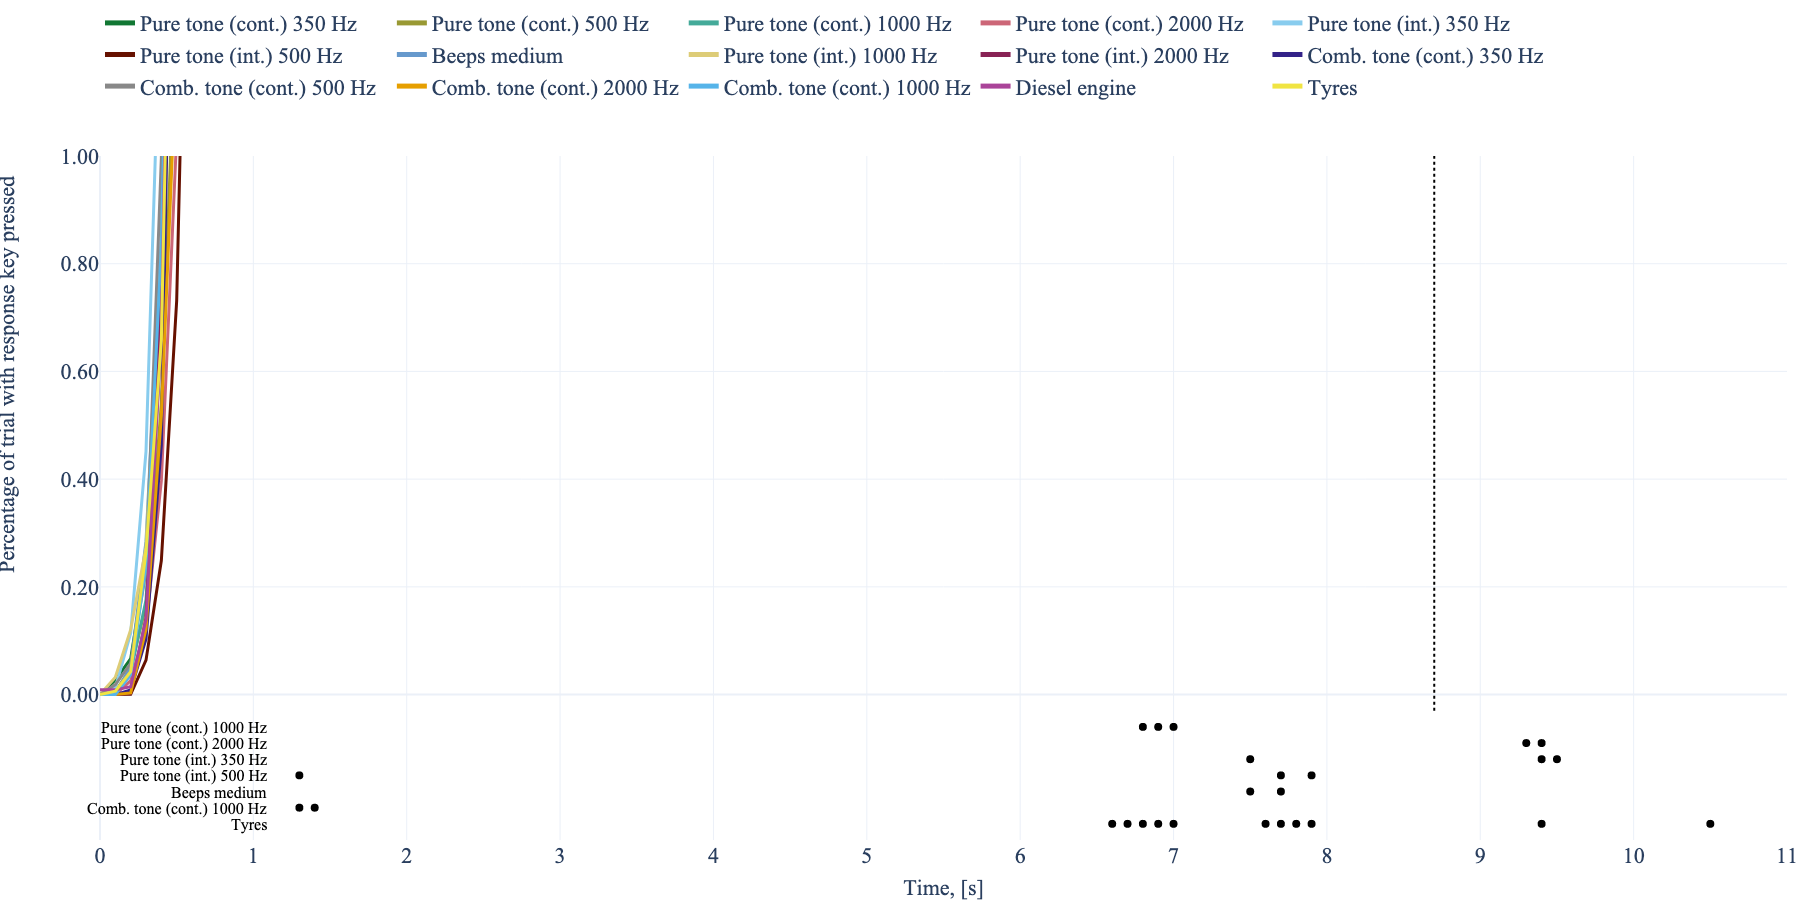 Pure tone (cont.) 350 Hz Pure tone (cont.) 500 Hz Pure tone (cont.) 1000 Hz Pure tone (cont.) 2000 Hz Pure tone (int.) 350 Hz
Pure tone (int.) 500 Hz Beeps medium Pure tone (int.) 1000 Hz Pure tone (int.) 2000 Hz Comb. tone (cont.) 350 Hz
Comb. tone (cont.) 500 Hz Comb. tone (cont.) 2000 Hz Comb. tone (cont.) 1000 Hz Diesel engine Tyres
Percentage of trial with response key pressed
1.00
0.80
0.60
0.40
0.20
0.00
Pure tone (cont.) 1000 Hz
Pure tone (cont.) 2000 Hz
Pure tone (int.) 350 Hz
Pure tone (int.) 500 Hz
Beeps medium
Comb. tone (cont.) 1000 Hz
Tyres
0 1 2 3 4 5 6 7 8 9 10 11
Time, [s]